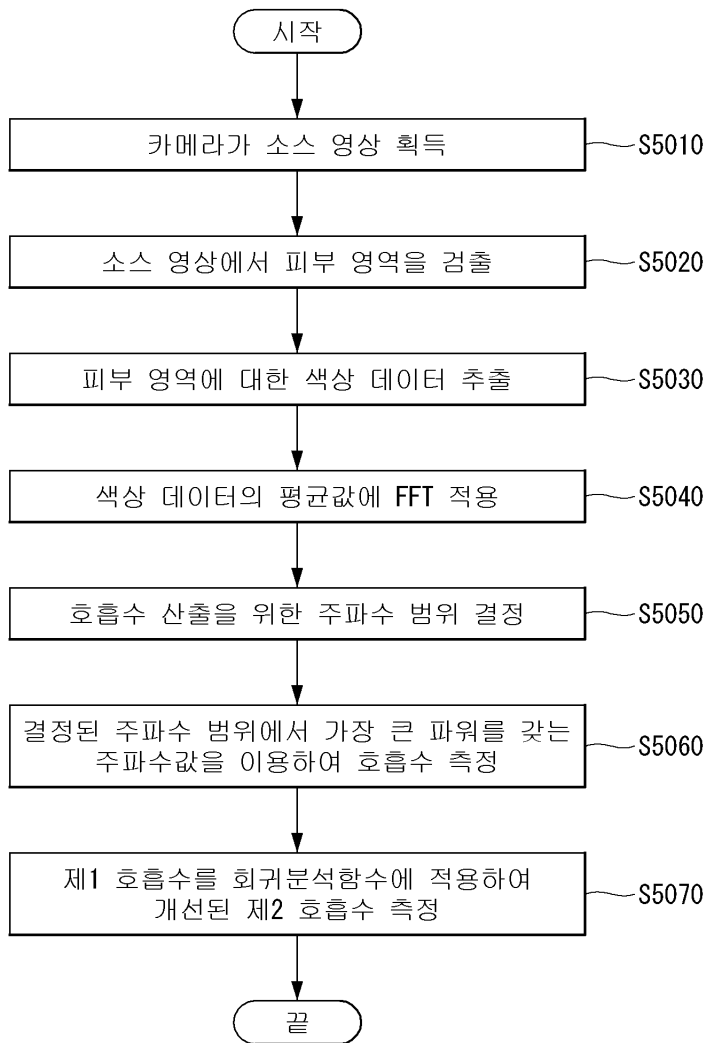 시작
카메라가 소스 영상 획득
S5010
소스 영상에서 피부 영역을 검출
S5020
피부 영역에 대한 색상 데이터 추출
S5030
색상 데이터의 평균값에 FFT 적용
S5040
호흡수 산출을 위한 주파수 범위 결정
S5050
결정된 주파수 범위에서 가장 큰 파워를 갖는
주파수값을 이용하여 호흡수 측정
S5060
제1 호흡수를 회귀분석함수에 적용하여
개선된 제2 호흡수 측정
S5070
끝